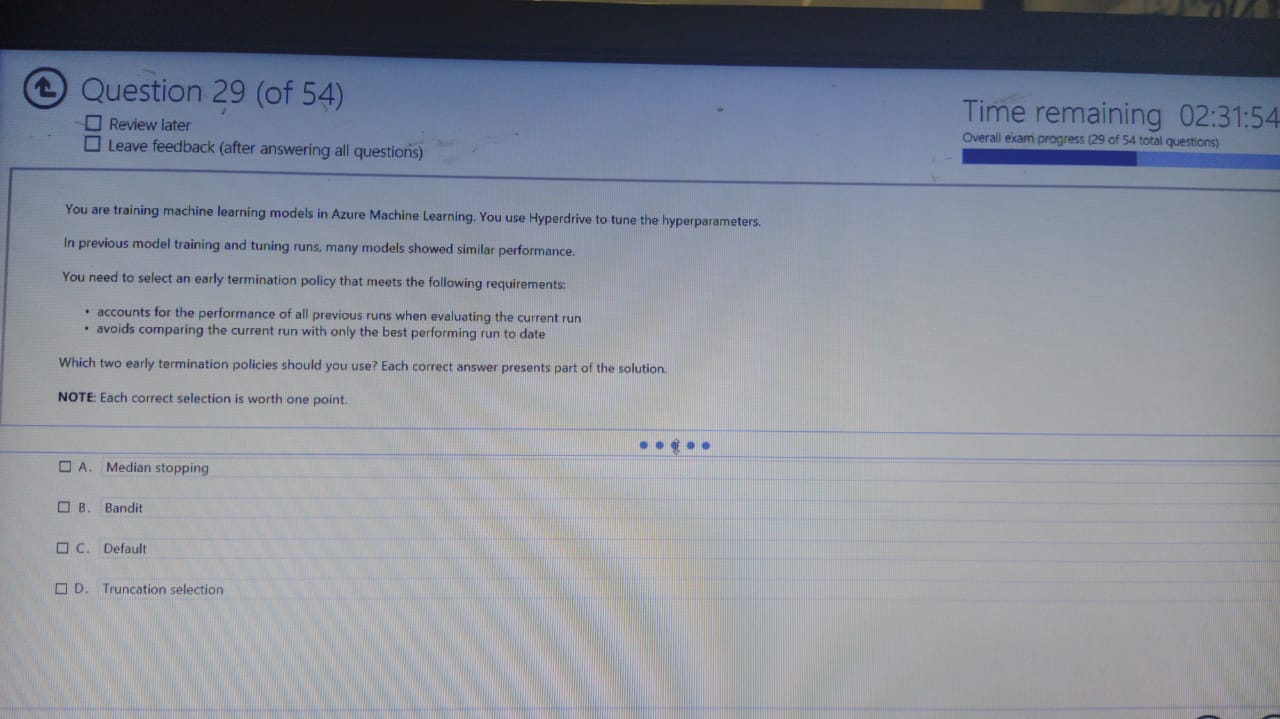 Question 29 (of 54)
Review later
Leave feedback (after answering all questions)
Time remaining 02:31:54
Overall exam progress (29 of 54 total questions)
You are training machine learning models in Azure Machine Learning. You use Hyperdrive to tune the hyperparameters.
In previous model training and tuning runs, many models showed similar performance.
You need to select an early termination policy that meets the following requirements:
• accounts for the performance of all previous runs when evaluating the current run
• avoids comparing the current run with only the best performing run to date
Which two early termination policies should you use? Each correct answer presents part of the solution.
NOTE: Each correct selection is worth one point.
A. Median stopping
B. Bandit
C. Default
D. Truncation selection